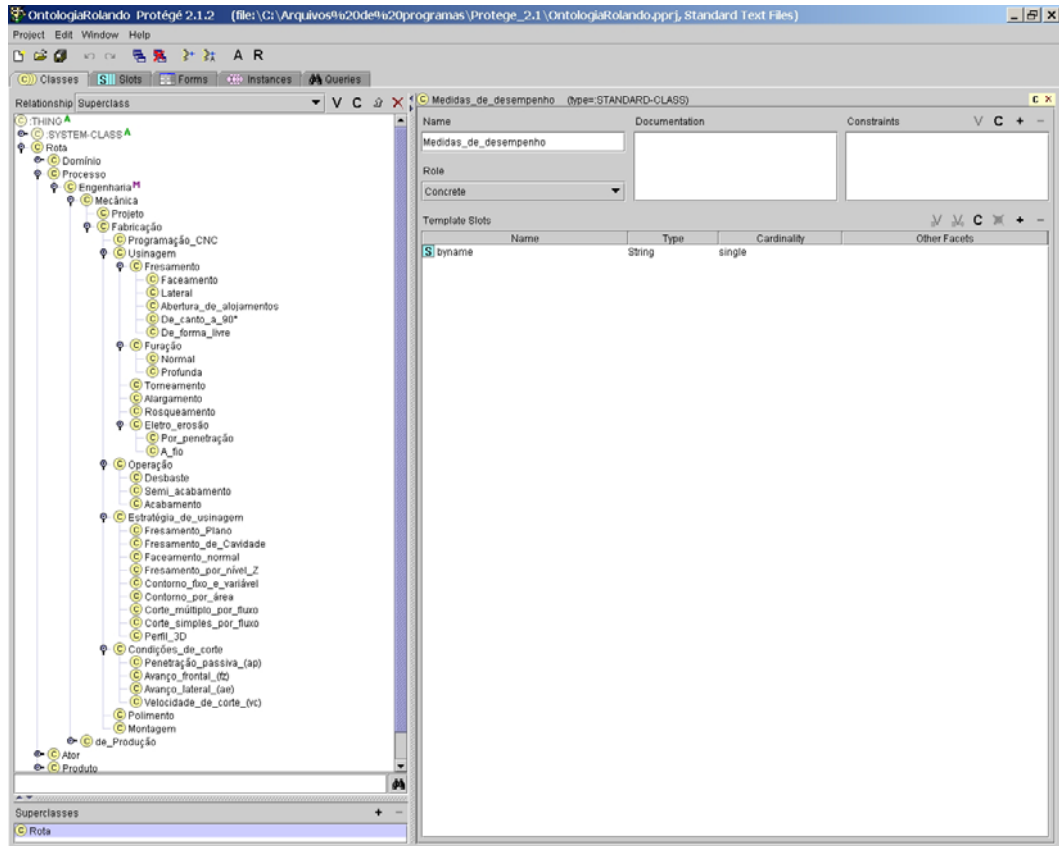 OntologiaRolando Protégé 2.1.2 (file:\C:\Arquivos%20de%20programas\Protege_2.1\OntologiaRolando.pprj, Standard Text Files)
Project Edit Window Help
A R
Classes Slots Forms Instances Queries
Relationship Superclass V C
:THING A
:SYSTEM-CLASS A
Rota
Domínio
Processo
Engenharia M
Mecânica
Projeto
Fabricação
Programação_CNC
Usinagem
Fresamento
Faceamento
Lateral
Abertura_de_alojamentos
De_canto_a_90°
De_forma_livre
Furação
Normal
Profunda
Torneamento
Alargamento
Rosqueamento
Eletro_erosão
Por_penetração
A_fio
Operação
Desbaste
Semi_acabamento
Acabamento
Estratégia_de_usinagem
Fresamento_Plano
Fresamento_de_Cavidade
Faceamento_normal
Fresamento_por_nível_Z
Contorno_fixo_e_variável
Contorno_por_área
Corte_múltiplo_por_fluxo
Corte_simples_por_fluxo
Perfil_3D
Condições_de_corte
Penetração_passiva_(ap)
Avanço_frontal_(fz)
Avanço_lateral_(ae)
Velocidade_de_corte_(vc)
Polimento
Montagem
de_Produção
Ator
Produto
Superclasses + −
Rota
Medidas_de_desempenho (type=:STANDARD-CLASS) C ×
Name Documentation Constraints V C + −
Medidas_de_desempenho
Role
Concrete
Template Slots V V C + −
Name Type Cardinality Other Facets
S byname String single